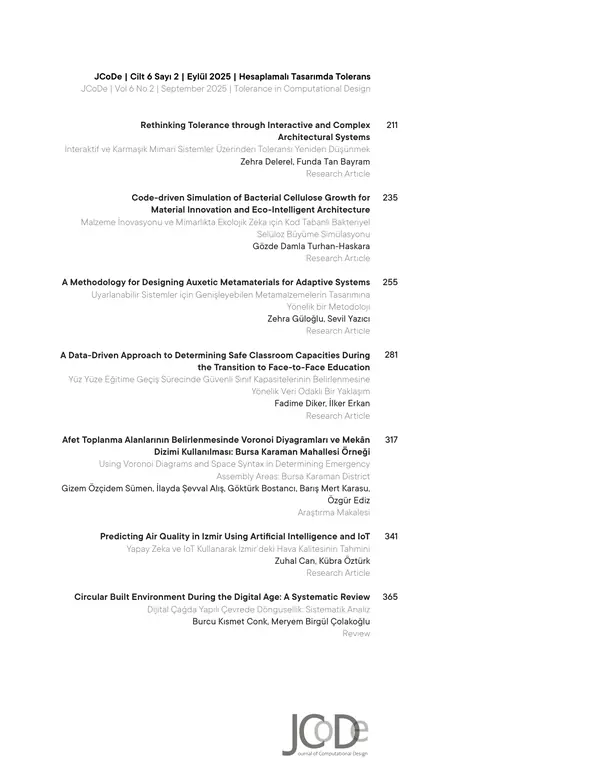 JCoDe | Cilt 6 Sayı 2 | Eylül 2025 | Hesaplamalı Tasarımda Tolerans
JCoDe | Vol 6 No.2 | September 2025 | Tolerance in Computational Design
Rethinking Tolerance through Interactive and Complex 211
Architectural Systems
İnteraktif ve Karmaşık Mimari Sistemler Üzerinden Toleransı Yeniden Düşünmek
Zehra Delerel, Funda Tan Bayram
Research Article
Code-driven Simulation of Bacterial Cellulose Growth for 235
Material Innovation and Eco-Intelligent Architecture
Malzeme İnovasyonu ve Mimarlıkta Ekolojik Zeka için Kod Tabanlı Bakteriyel
Selüloz Büyüme Simülasyonu
Gözde Damla Turhan-Haskara
Research Article
A Methodology for Designing Auxetic Metamaterials for Adaptive Systems 255
Uyarlanabilir Sistemler için Genişleyebilen Metamalzemelerin Tasarımına
Yönelik bir Metodoloji
Zehra Güloğlu, Sevil Yazıcı
Research Article
A Data-Driven Approach to Determining Safe Classroom Capacities During 281
the Transition to Face-to-Face Education
Yüz Yüze Eğitime Geçiş Sürecinde Güvenli Sınıf Kapasitelerinin Belirlenmesine
Yönelik Veri Odaklı Bir Yaklaşım
Fadime Diker, İlker Erkan
Research Article
Afet Toplanma Alanlarının Belirlenmesinde Voronoi Diyagramları ve Mekân 317
Dizimi Kullanılması: Bursa Karaman Mahallesi Örneği
Using Voronoi Diagrams and Space Syntax in Determining Emergency
Assembly Areas: Bursa Karaman District
Gizem Özçidem Sümen, İlayda Şevval Alış, Göktürk Bostancı, Barış Mert Karasu,
Özgür Ediz
Araştırma Makalesi
Predicting Air Quality in Izmir Using Artificial Intelligence and IoT 341
Yapay Zeka ve IoT Kullanarak İzmir'deki Hava Kalitesinin Tahmini
Zuhal Can, Kübra Öztürk
Research Article
Circular Built Environment During the Digital Age: A Systematic Review 365
Dijital Çağda Yapılı Çevrede Döngüsellik: Sistematik Analiz
Burcu Kısmet Conk, Meryem Birgül Çolakoğlu
Review
JCoDe
Journal of Computational Design